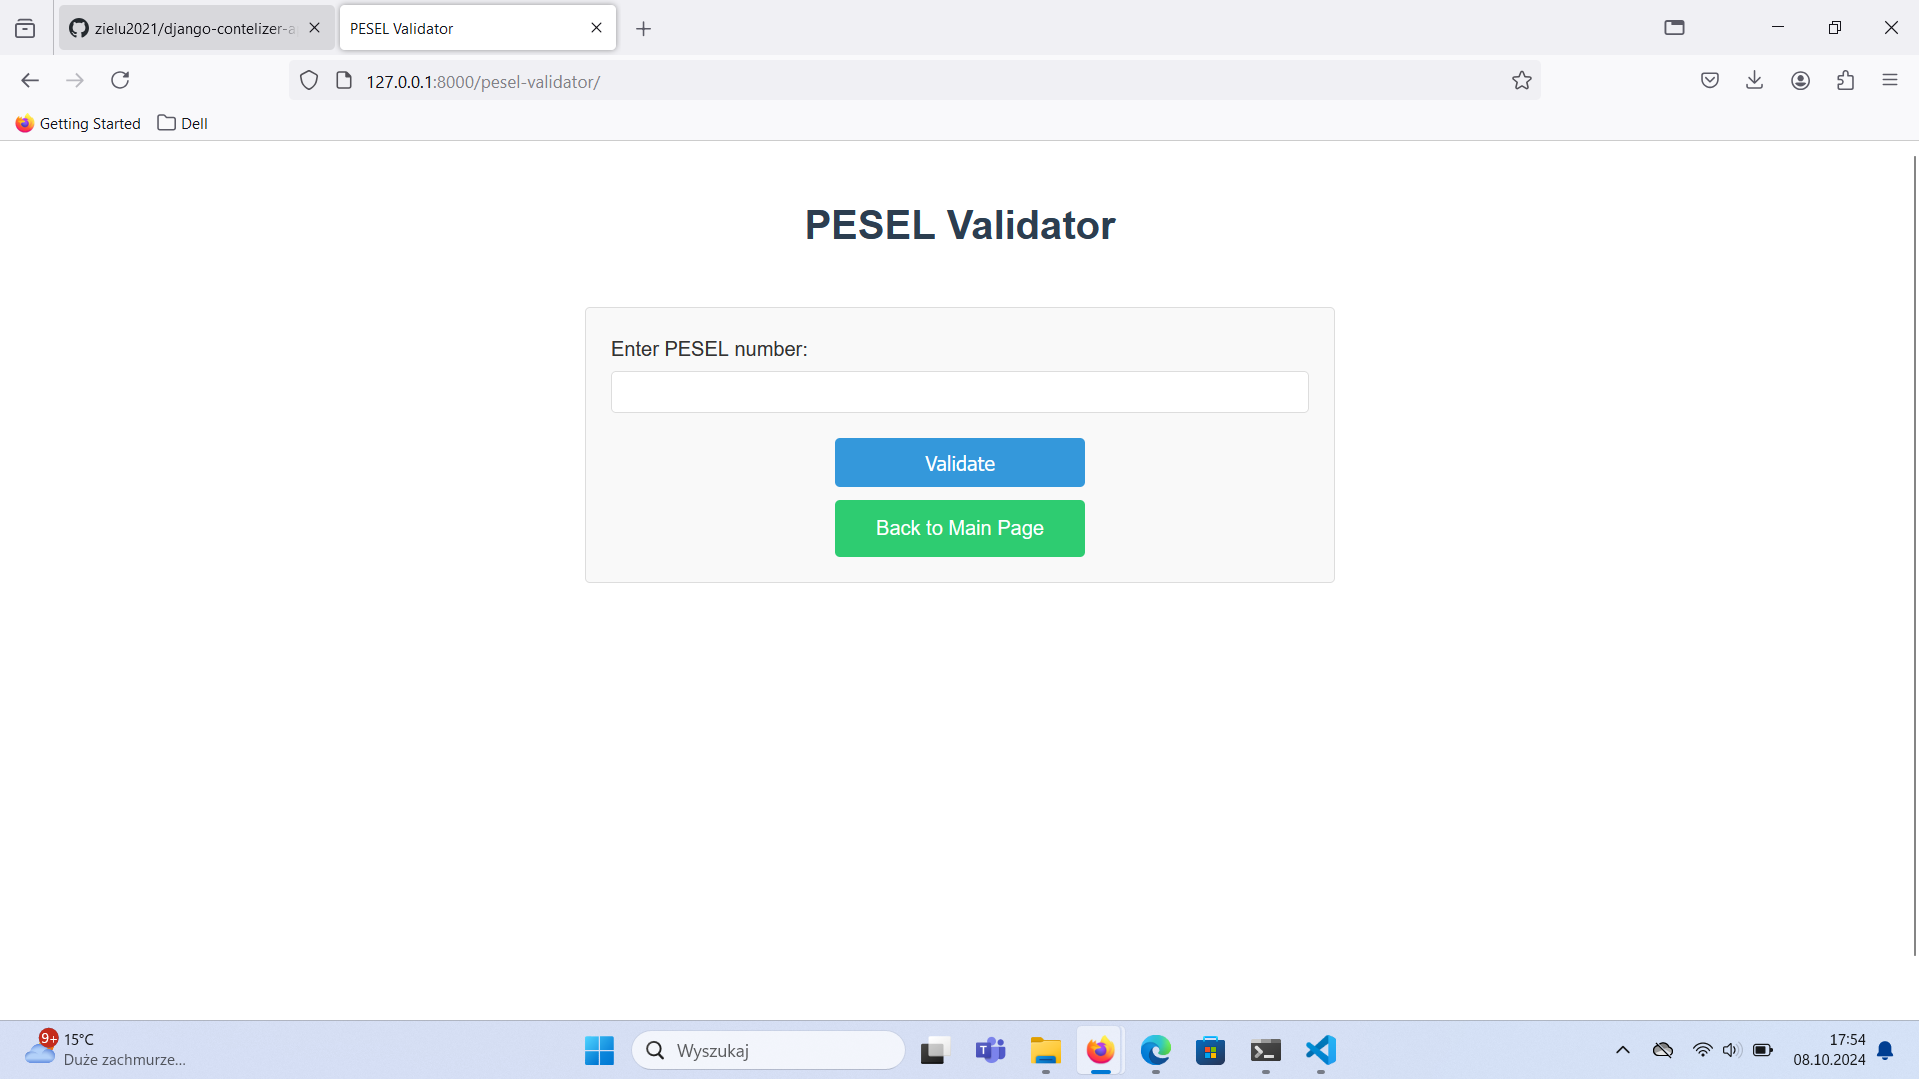 zielu2021/django-contelizer-a
PESEL Validator
127.0.0.1:8000/pesel-validator/
Getting Started
Dell
PESEL Validator
Enter PESEL number:
Validate
Back to Main Page
9+
15°C
Duże zachmurze...
Wyszukaj
17:54
08.10.2024